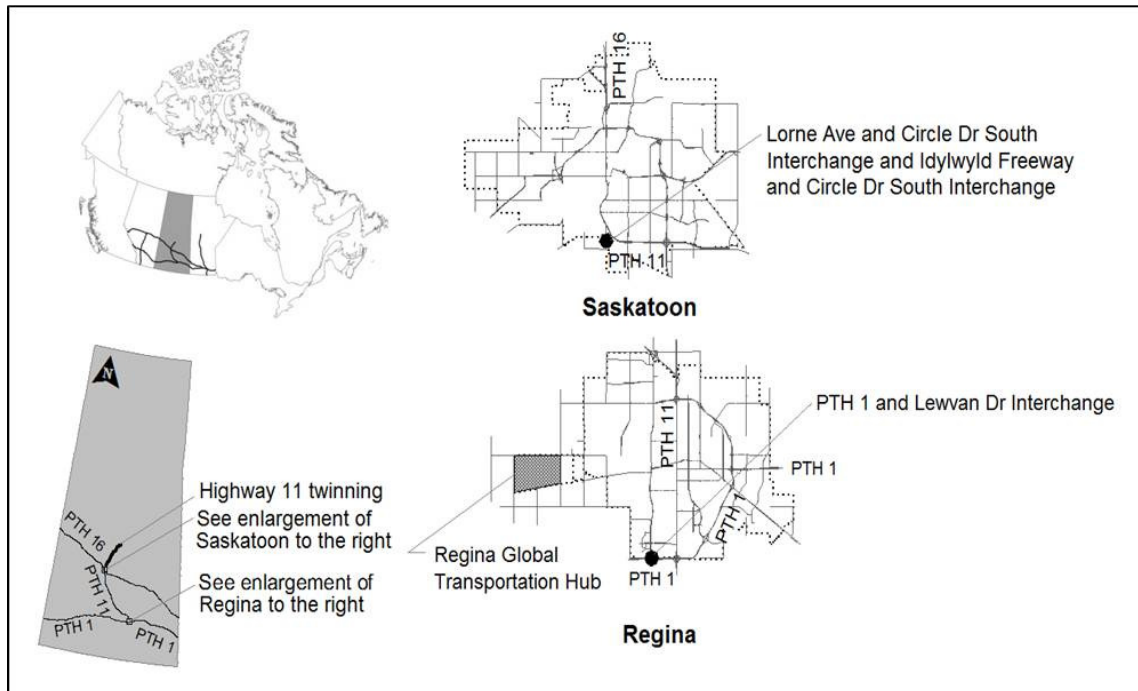 PTH 16
Lorne Ave and Circle Dr South
Interchange and Idylwyld Freeway
and Circle Dr South Interchange
PTH 11
Saskatoon
N
Highway 11 twinning
See enlargement of
Saskatoon to the right
See enlargement of
Regina to the right
PTH 16
PTH 11
PTH 1
PTH 1
PTH 11
PTH 1 and Lewvan Dr Interchange
PTH 1
PTH 1
Regina Global
Transportation Hub
PTH 1
Regina